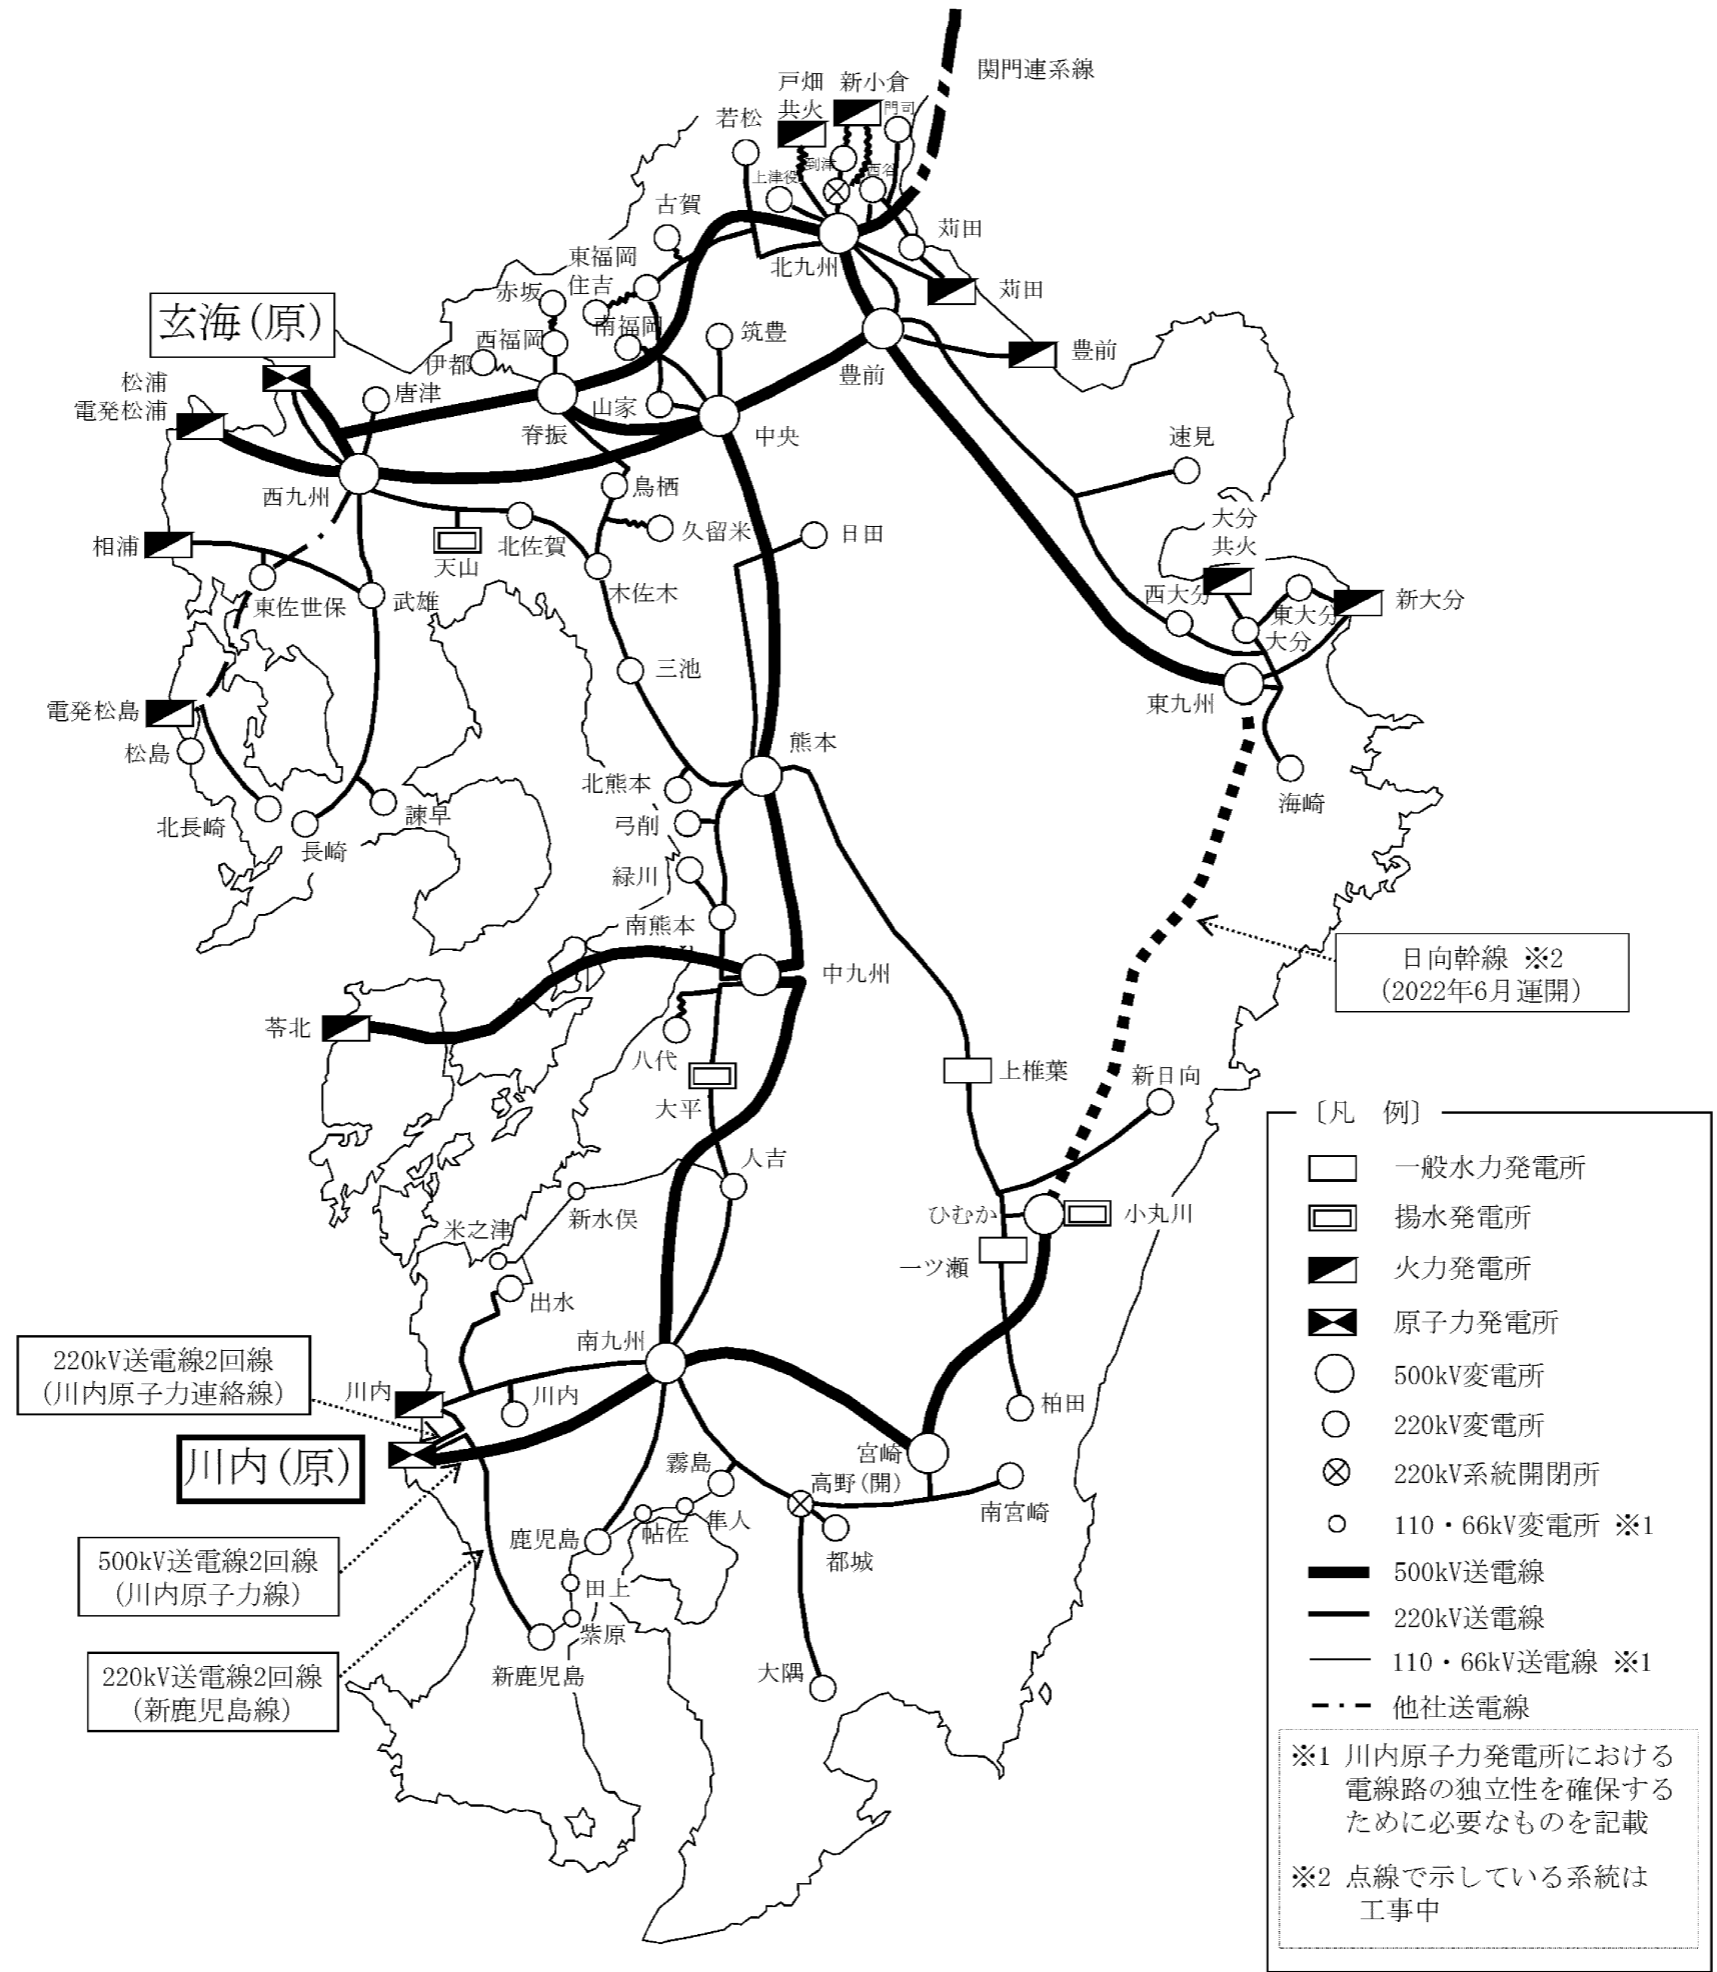 関門連系線
戸畑
共火
新小倉
門司
若松
到津
西谷
上津役
古賀
苅田
東福岡
北九州
住吉
赤坂
苅田
玄海(原)
南福岡
筑豊
西福岡
豊前
伊都
豊前
松浦
電発松浦
唐津
山家
脊振
中央
速見
鳥栖
西九州
大分
共火
久留米
日田
北佐賀
相浦
天山
木佐木
西大分
新大分
東佐世保
武雄
東大分
大分
三池
東九州
電発松島
松島
熊本
北熊本
海崎
諫早
北長崎
弓削
長崎
緑川
南熊本
日向幹線 ※2
(2022年6月運開)
中九州
苓北
八代
上椎葉
新日向
大平
人吉
新水俣
ひむか
小丸川
米之津
一ツ瀬
出水
南九州
220kV送電線2回線
(川内原子力連絡線)
川内
川内
柏田
宮崎
川内(原)
霧島
高野(開)
南宮崎
隼人
帖佐
鹿児島
都城
500kV送電線2回線
(川内原子力線)
田上
紫原
新鹿児島
大隅
220kV送電線2回線
(新鹿児島線)
〔凡 例〕
一般水力発電所
揚水発電所
火力発電所
原子力発電所
500kV変電所
220kV変電所
220kV系統開閉所
110・66kV変電所 ※1
500kV送電線
220kV送電線
110・66kV送電線 ※1
他社送電線
※1 川内原子力発電所における
電線路の独立性を確保する
ために必要なものを記載
※2 点線で示している系統は
工事中